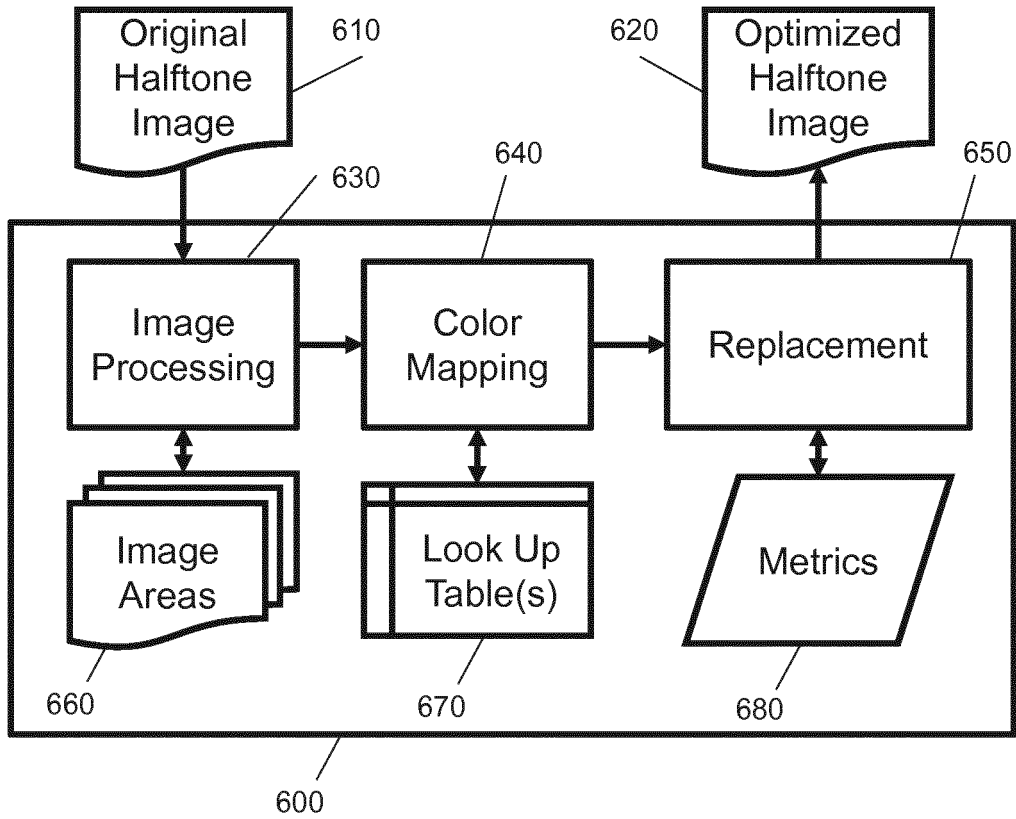 Original
Halftone
Image
610
620
Optimized
Halftone
Image
630
640
650
Image
Processing
Color
Mapping
Replacement
Image
Areas
Look Up
Table(s)
Metrics
660
670
680
600